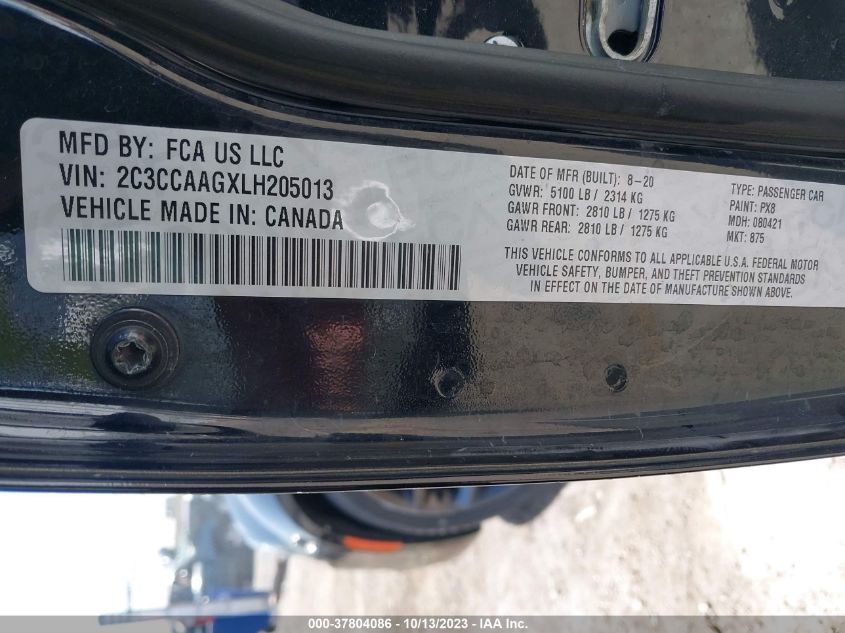 MFD BY: FCA US LLC
VIN: 2C3CCAAGXLH205013
VEHICLE MADE IN: CANADA
DATE OF MFR (BUILT): 8-20
GVWR: 5100 LB / 2314 KG
GAWR FRONT: 2810 LB / 1275 KG
GAWR REAR: 2810 LB / 1275 KG
TYPE: PASSENGER CAR
PAINT: PX8
MDH: 080421
MKT: 875
THIS VEHICLE CONFORMS TO ALL APPLICABLE U.S.A. FEDERAL MOTOR
VEHICLE SAFETY, BUMPER, AND THEFT PREVENTION STANDARDS
IN EFFECT ON THE DATE OF MANUFACTURE SHOWN ABOVE.
000-37804086 - 10/13/2023 - IAA Inc.